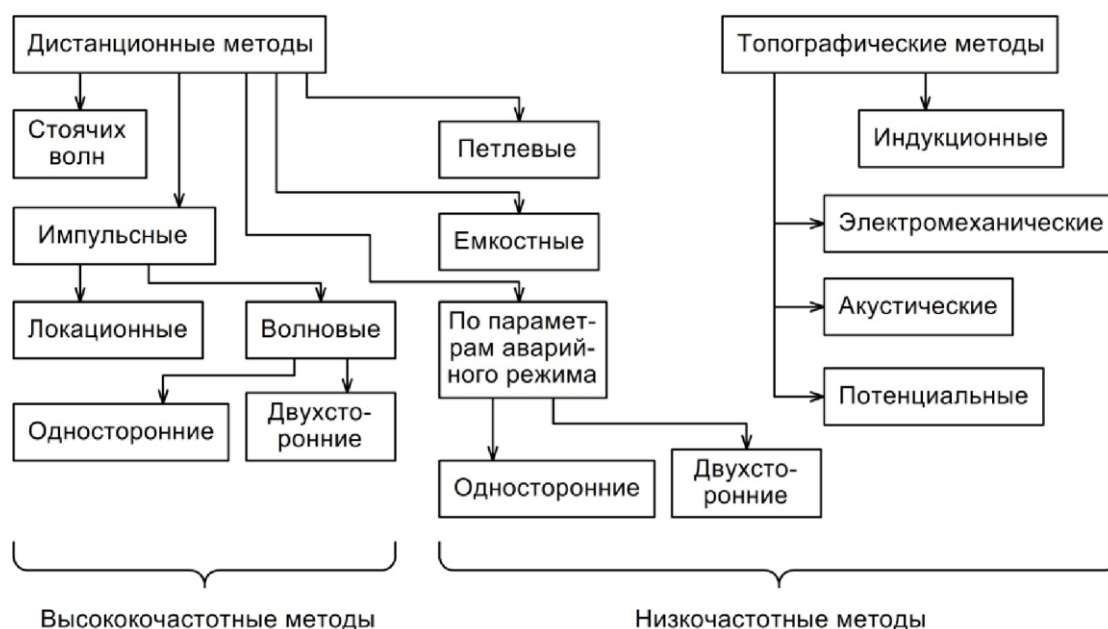 Дистанционные методы
Топографические методы
Стоячих
волн
Петлевые
Индукционные
Импульсные
Емкостные
Электромеханические
Локационные
Волновые
По парамет-
рам аварий-
ного режима
Акустические
Односторонние
Двухсто-
ронние
Потенциальные
Односторонние
Двухсто-
ронние
Высококочастотные методы
Низкочастотные методы